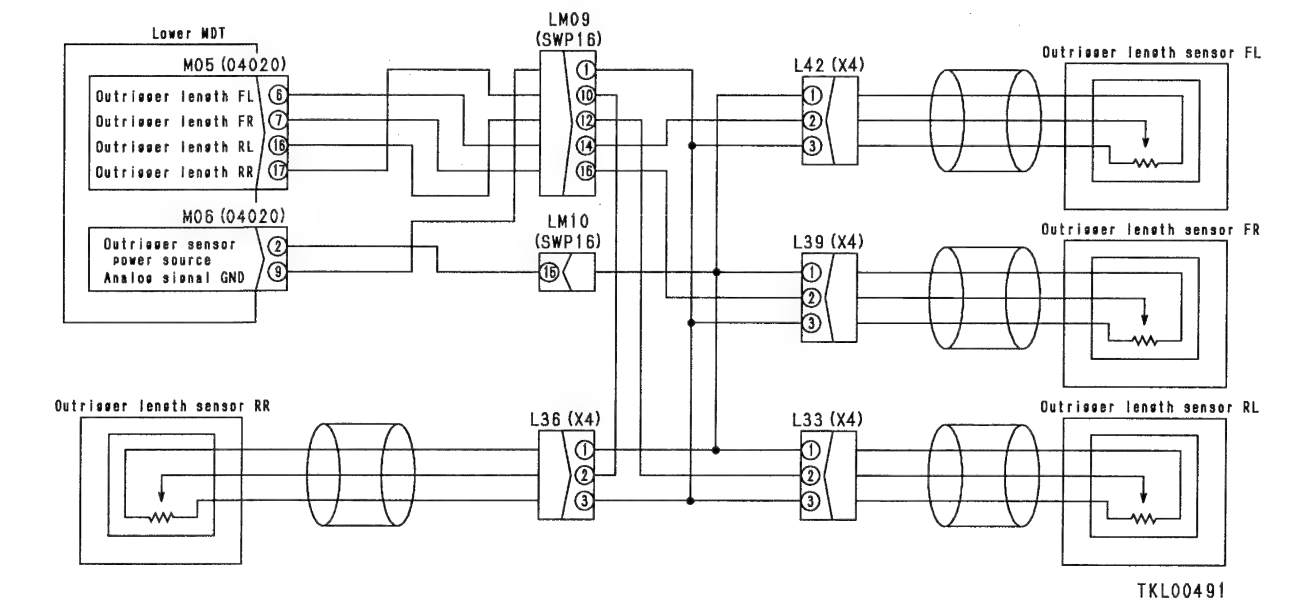 Lower MDT
M05 (04020)
Outrigger length FL 6
Outrigger length FR 7
Outrigger length RL 16
Outrigger length RR 17
M06 (04020)
Outrigger sensor power source 2
Analog signal GND 9
LM09
(SWP16)
1
10
12
14
16
LM10
(SWP16)
15
L42 (X4)
1
2
3
Outrigger length sensor FL
L39 (X4)
1
2
3
Outrigger length sensor FR
Outrigger length sensor RR
L36 (X4)
1
2
3
L33 (X4)
1
2
3
Outrigger length sensor RL
TKL00491